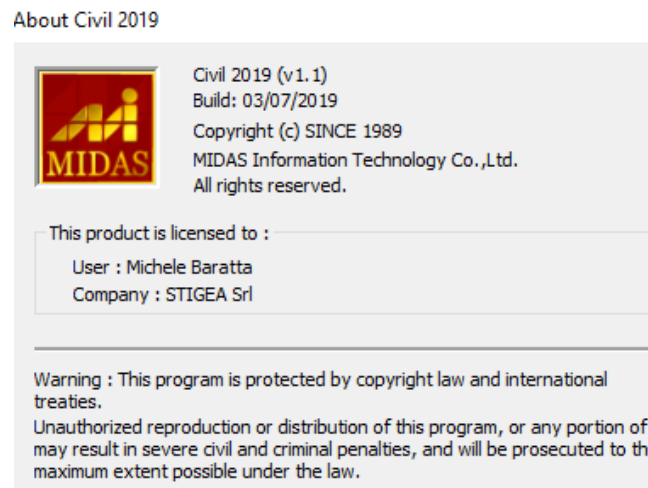 About Civil 2019
Civil 2019 (v1.1)
Build: 03/07/2019
Copyright (c) SINCE 1989
MIDAS
MIDAS Information Technology Co.,Ltd.
All rights reserved.
This product is licensed to :
User : Michele Baratta
Company : STIGEA Srl
Warning : This program is protected by copyright law and international
treaties.
Unauthorized reproduction or distribution of this program, or any portion of
may result in severe civil and criminal penalties, and will be prosecuted to th
maximum extent possible under the law.